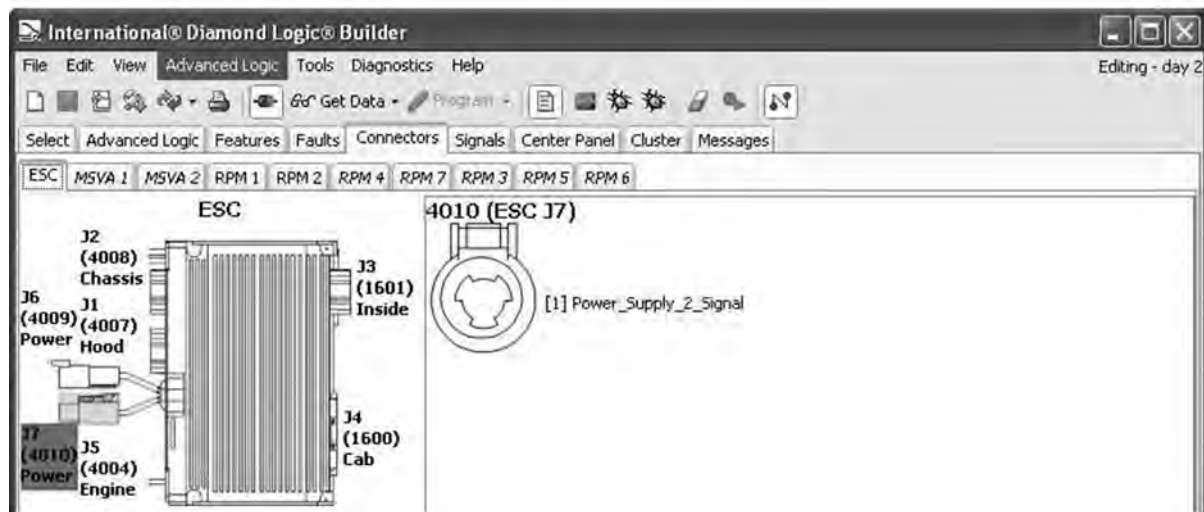 International® Diamond Logic® Builder
File Edit View Advanced Logic Tools Diagnostics Help Editing - day 2
Get Data Program
Select Advanced Logic Features Faults Connectors Signals Center Panel Cluster Messages
ESC MSVA 1 MSVA 2 RPM 1 RPM 2 RPM 4 RPM 7 RPM 3 RPM 5 RPM 6
ESC
J2
(4008)
Chassis
J6
(4009)
Power
J1
(4007)
Hood
J3
(1601)
Inside
J7
(4010)
Power
J5
(4004)
Engine
J4
(1600)
Cab
4010 (ESC J7)
[1] Power_Supply_2_Signal